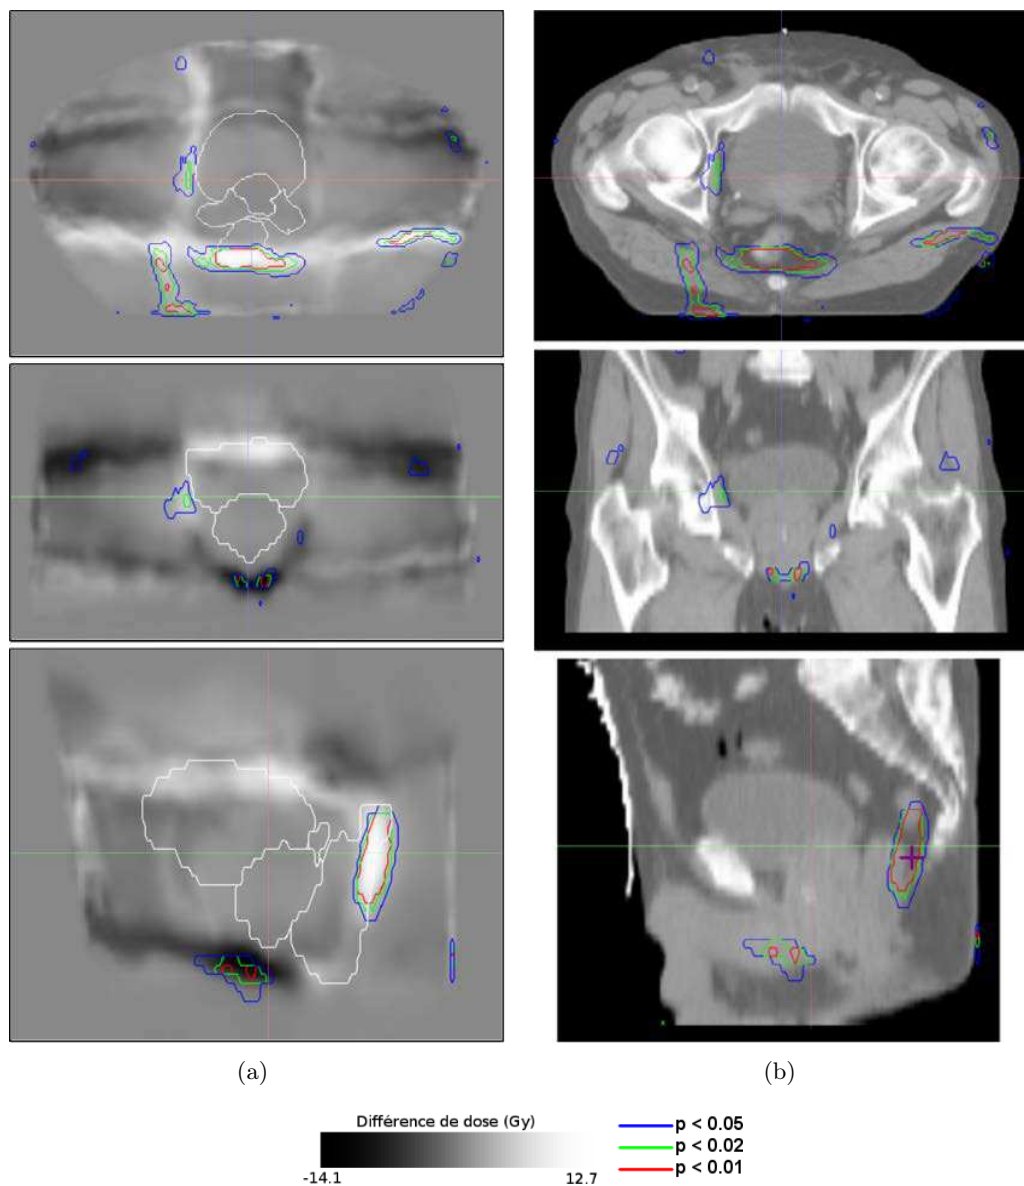 (a)
(b)
Différence de dose (Gy)
-14.1
12.7
p < 0.05
p < 0.02
p < 0.01